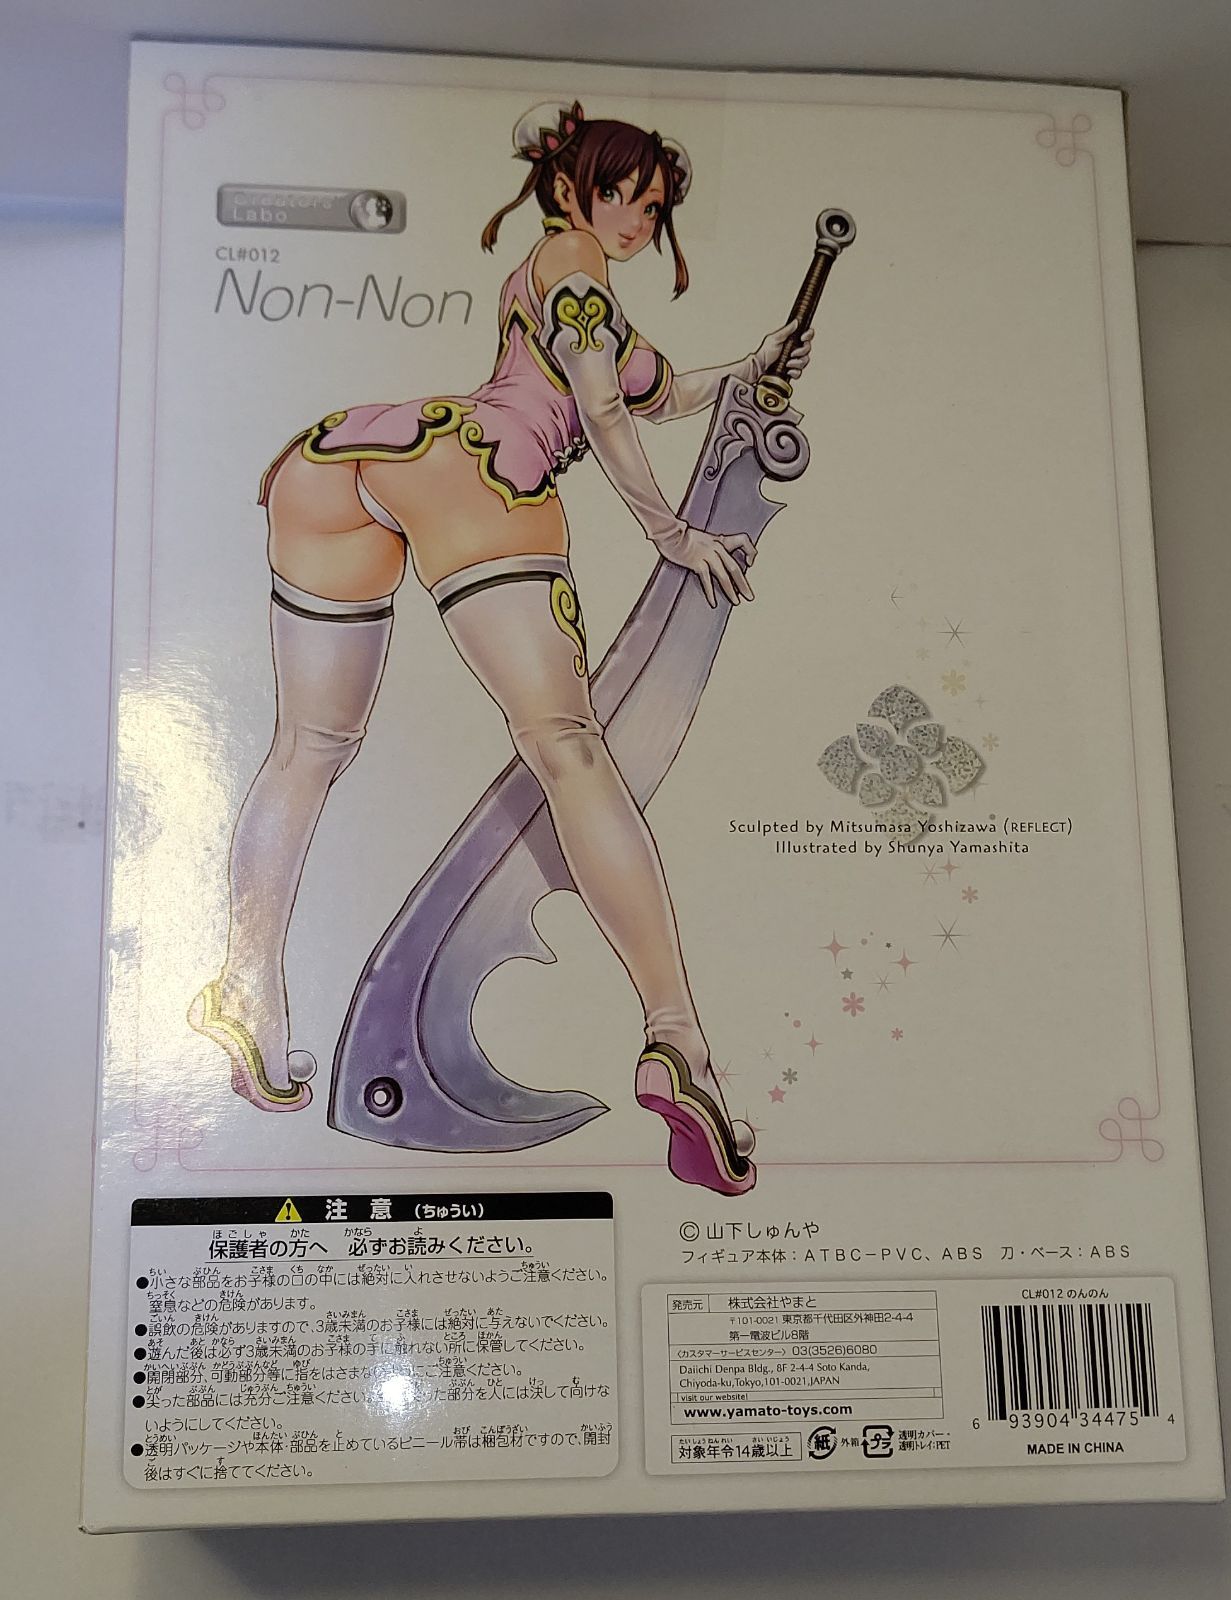 Creators'
Labo
CL#012
Non-Non
Sculpted by Mitsumasa Yoshizawa (REFLECT)
Illustrated by Shunya Yamashita
注意 (ちゅうい)
保護者の方へ 必ずお読みください。
●小さな部品をお子様の口の中には絶対に入れさせないようご注意ください。
窒息などの危険があります。
●誤飲の危険がありますので、3歳未満のお子様には絶対に与えないでください。
●遊んだ後は必ず3歳未満のお子様の手に触れない所に保管してください。
●開閉部分、可動部分等に指をはさまな にご注意ください。
●尖った部品には充分ご注意ください。 った部分を人には決して向けな
いようにしてください。
●透明パッケージや本体・部品を止めているビニール帯は梱包材ですので、開封
後はすぐに捨ててください。
© 山下しゅんや
フィギュア本体：ATBC-PVC、ABS 刀・ベース：ABS
発売元 株式会社やまと
〒101-0021 東京都千代田区外神田2-4-4
第一電波ビル8階
〈カスタマーサービスセンター〉 03(3526)6080
Daiichi Denpa Bldg., 8F 2-4-4 Soto Kanda,
Chiyoda-ku,Tokyo,101-0021,JAPAN
visit our website!
www.yamato-toys.com
対象年令14歳以上
紙 外箱 プラ 透明カバー・
透明トレイ:PET
CL#012 のんのん
6 93904 34475 4
MADE IN CHINA